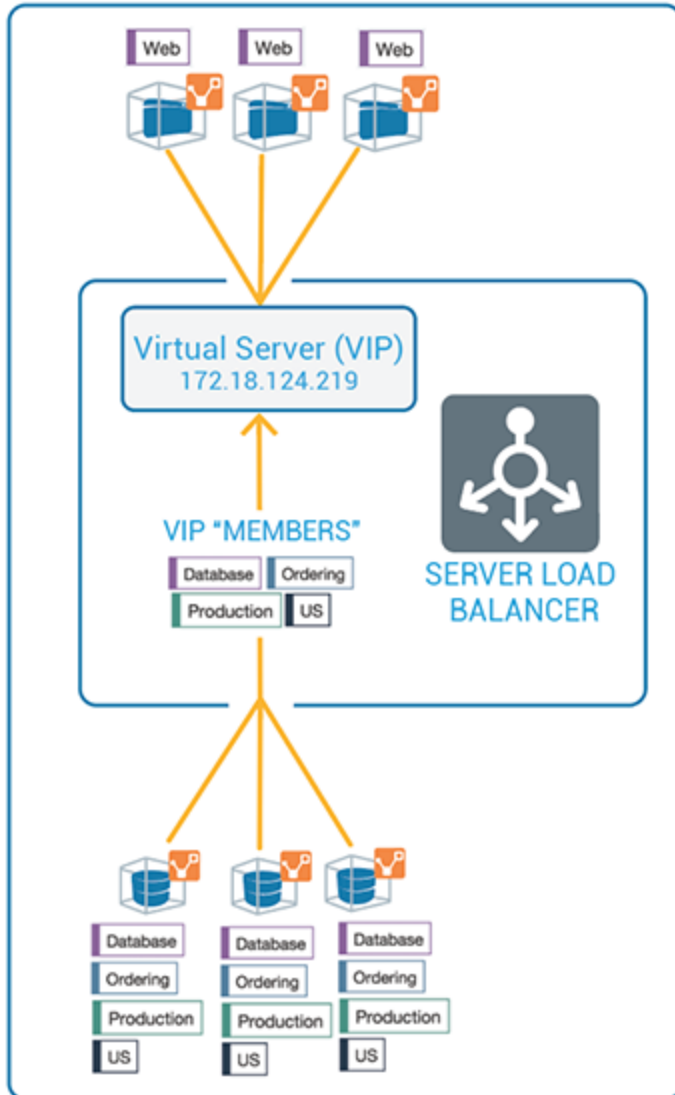 Web
Web
Web
Virtual Server (VIP)
172.18.124.219
VIP “MEMBERS”
Database
Ordering
Production
US
SERVER LOAD
BALANCER
Database
Ordering
Production
US
Database
Ordering
Production
US
Database
Ordering
Production
US